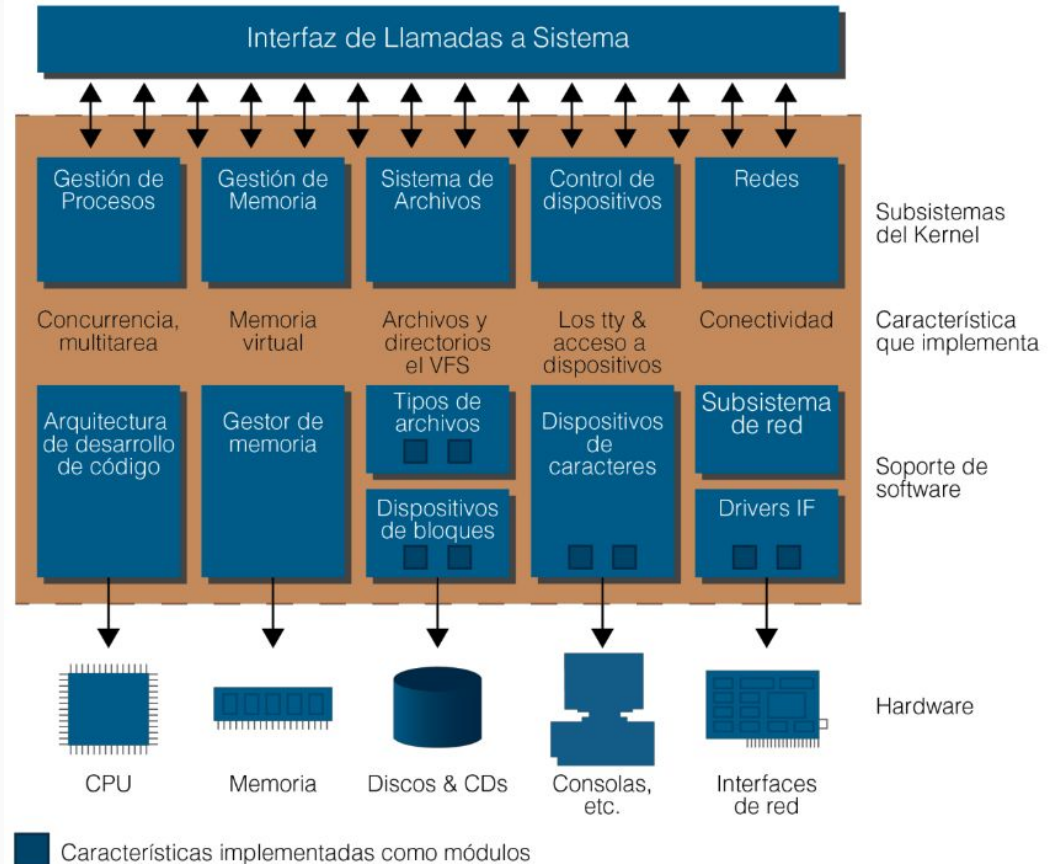 Interfaz de Llamadas a Sistema
Gestión de
Procesos
Gestión de
Memoria
Sistema de
Archivos
Control de
dispositivos
Redes
Subsistemas
del Kernel
Concurrencia,
multitarea
Memoria
virtual
Archivos y
directorios
el VFS
Los tty &
acceso a
dispositivos
Conectividad
Característica
que implementa
Arquitectura
de desarrollo
de código
Gestor de
memoria
Tipos de
archivos
Dispositivos
de bloques
Dispositivos
de
caracteres
Subsistema
de red
Drivers IF
Soporte de
software
Hardware
CPU
Memoria
Discos & CDs
Consolas,
etc.
Interfaces
de red
Características implementadas como módulos